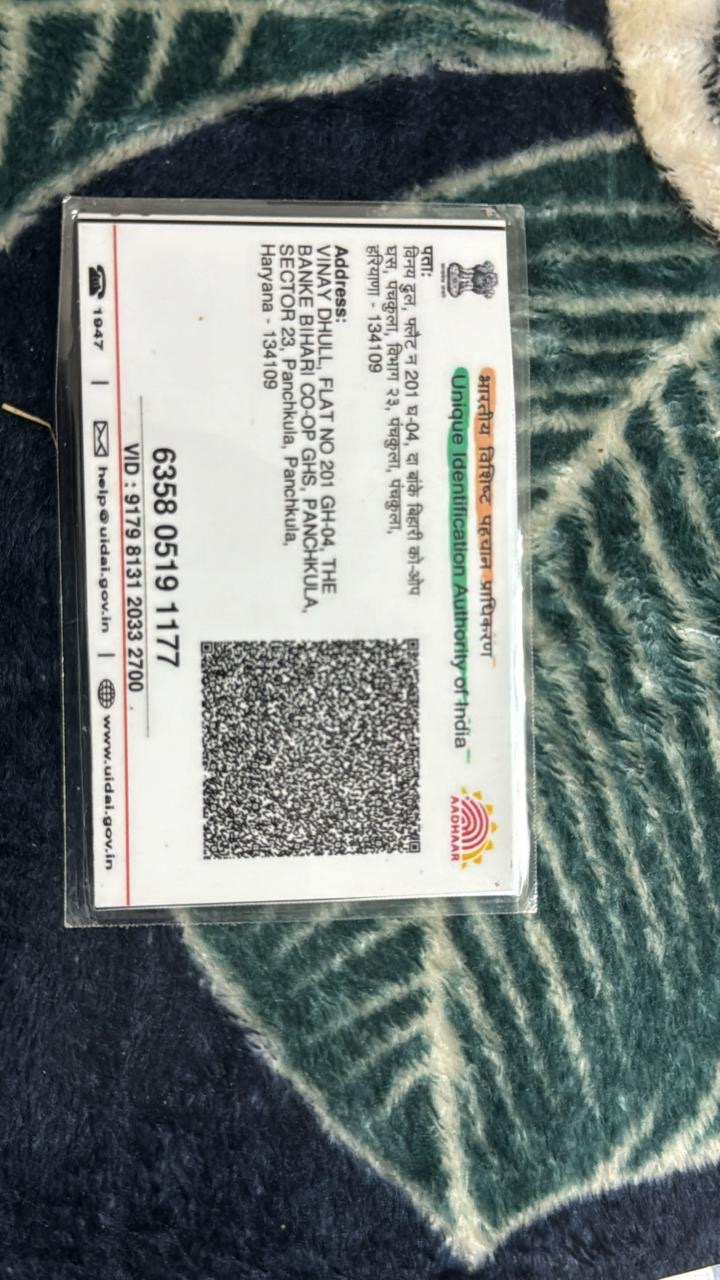 भारतीय विशिष्ट पहचान प्राधिकरण
Unique Identification Authority of India
AADHAAR
पता:
विनय ढुल, फ्लैट न 201 घ-04, दा बांके बिहारी को-ओप
घस, पंचकुला, विभाग २३, पंचकुला, पंचकुला,
हरियाणा - 134109
Address:
VINAY DHULL, FLAT NO 201 GH-04, THE
BANKE BIHARI CO-OP GHS, PANCHKULA,
SECTOR 23, Panchkula, Panchkula,
Haryana - 134109
6358 0519 1177
VID : 9179 8131 2033 2700
1947 | help@uidai.gov.in | www.uidai.gov.in